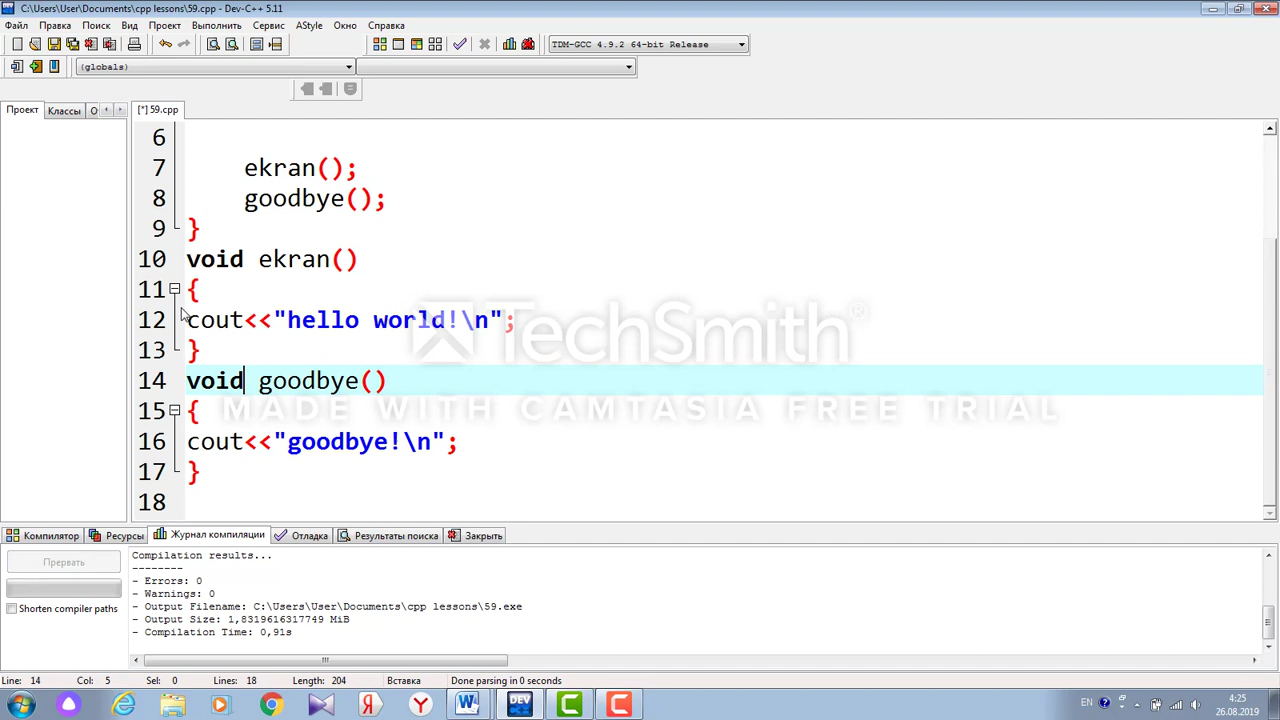 C:\Users\User\Documents\cpp lessons\59.cpp - Dev-C++ 5.11
Файл Правка Поиск Вид Проект Выполнить Сервис AStyle Окно Справка
TDM-GCC 4.9.2 64-bit Release
(globals)
Проект Классы О [*] 59.cpp
6
7 ekran();
8 goodbye();
9 }
10 void ekran()
11 {
12 cout<<"hello world!\n";
13 }
14 void goodbye()
15 {
16 cout<<"goodbye!\n";
17 }
18
TechSmith®
MADE WITH CAMTASIA FREE TRIAL
Компилятор Ресурсы Журнал компиляции Отладка Результаты поиска Закрыть
Прервать
Shorten compiler paths
Compilation results...
--------
- Errors: 0
- Warnings: 0
- Output Filename: C:\Users\User\Documents\cpp lessons\59.exe
- Output Size: 1,8319616317749 MiB
- Compilation Time: 0,91s
Line: 14 Col: 5 Sel: 0 Lines: 18 Length: 204 Вставка Done parsing in 0 seconds
EN 4:25
26.08.2019